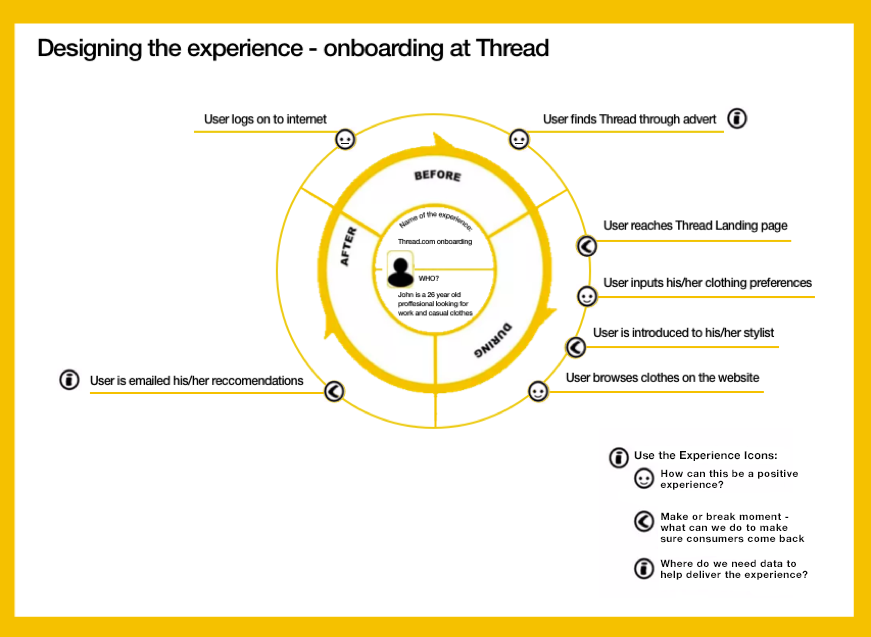 Designing the experience - onboarding at Thread
User logs on to internet
User finds Thread through advert
BEFORE
Name of the experience:
Thread.com onboarding
AFTER
WHO?
John is a 26 year old
proffesional looking for
work and casual clothes
DURING
User reaches Thread Landing page
User inputs his/her clothing preferences
User is introduced to his/her stylist
User browses clothes on the website
User is emailed his/her reccomendations
Use the Experience Icons:
How can this be a positive
experience?
Make or break moment -
what can we do to make
sure consumers come back
Where do we need data to
help deliver the experience?